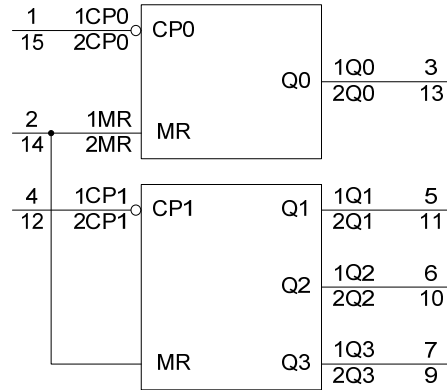 1 1CP0 CP0
15 2CP0
Q0 1Q0 3
2Q0 13
2 1MR MR
14 2MR
4 1CP1 CP1 Q1 1Q1 5
12 2CP1 2Q1 11
Q2 1Q2 6
2Q2 10
MR Q3 1Q3 7
2Q3 9